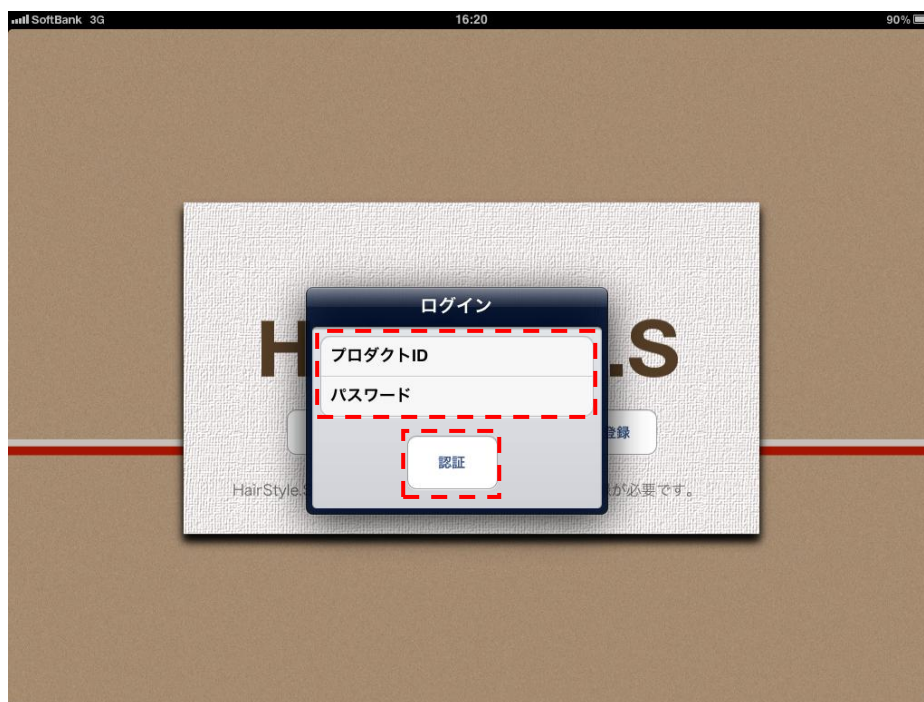 SoftBank 3G 16:20 90%
ログイン
H .S
プロダクトID
パスワード
登録
認証
HairStyle.S が必要です。